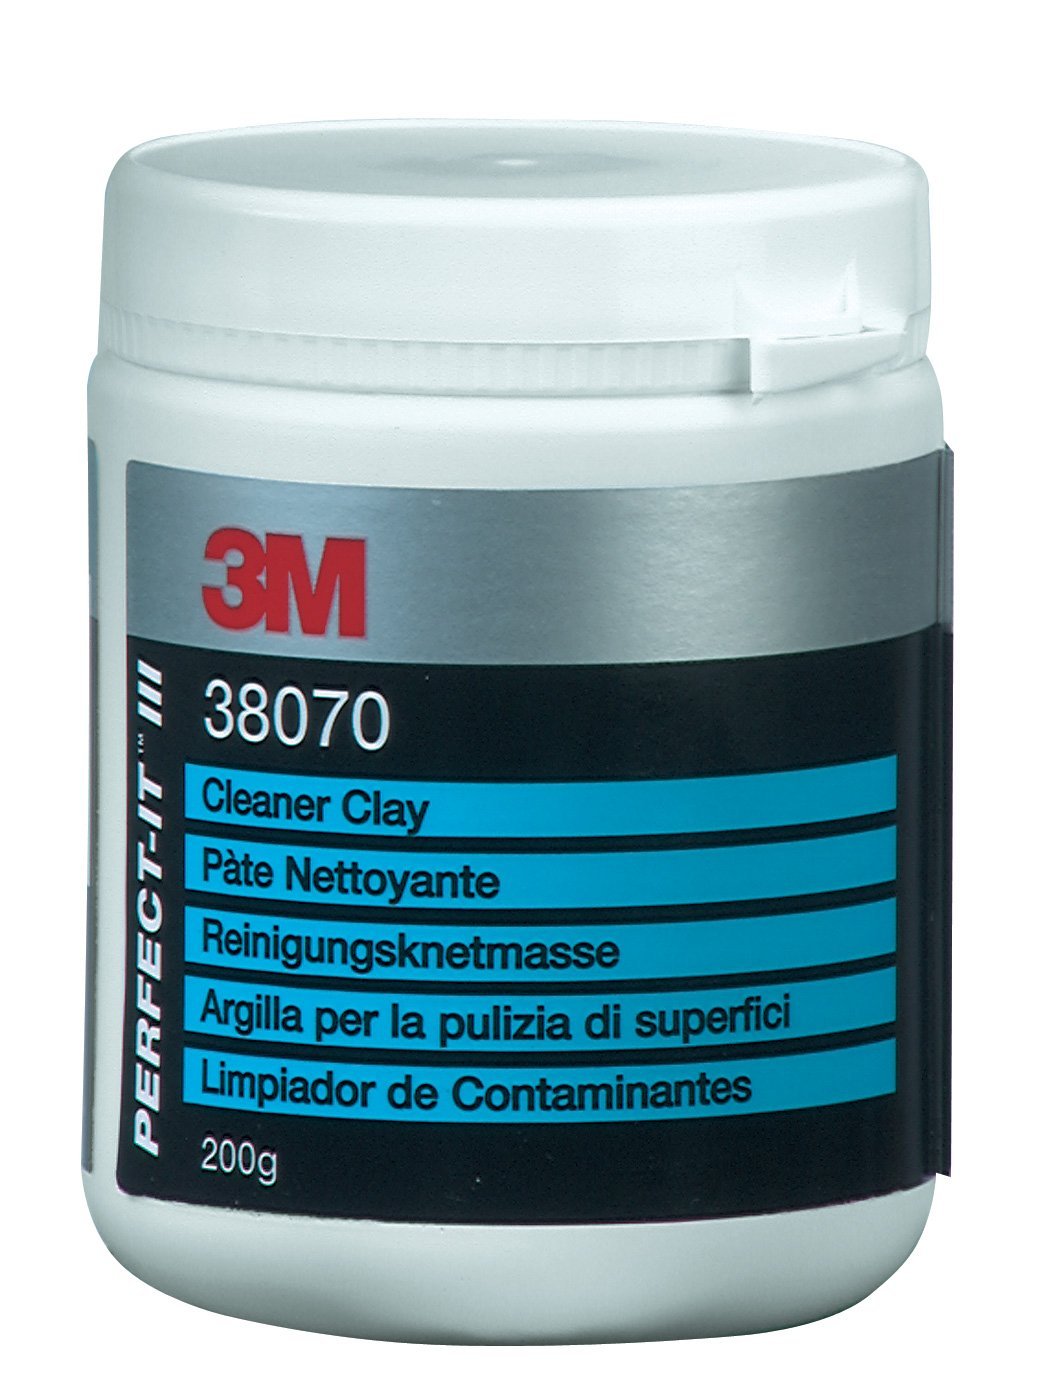 3M
38070
Cleaner Clay
Pàte Nettoyante
Reinigungsknetmasse
Argilla per la pulizia di superfici
Limpiador de Contaminantes
200g
PERFECT-IT™ III